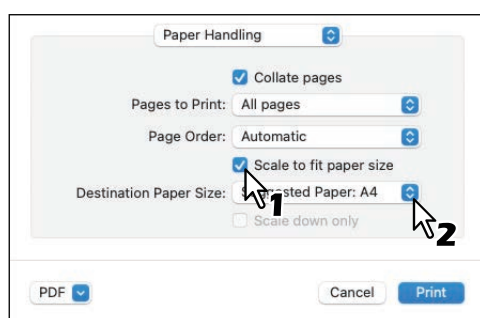 Paper Handling
Collate pages
Pages to Print: All pages
Page Order: Automatic
Scale to fit paper size
Destination Paper Size: Suggested Paper: A4
1
Scale down only
2
PDF
Cancel Print